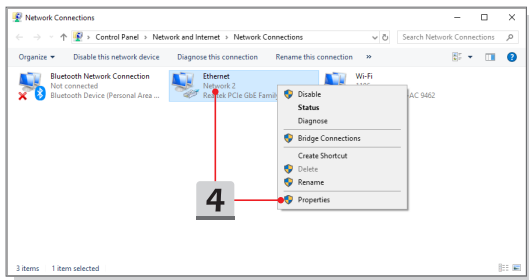 Network Connections
Control Panel > Network and Internet > Network Connections
Search Network Connections
Organize
Disable this network device
Diagnose this connection
Rename this connection
»
Bluetooth Network Connection
Not connected
Bluetooth Device (Personal Area ...
Ethernet
Network 2
Realtek PCIe GbE Famil
Wi-Fi
AC 9462
Disable
Status
Diagnose
Bridge Connections
Create Shortcut
Delete
Rename
Properties
4
3 items
1 item selected